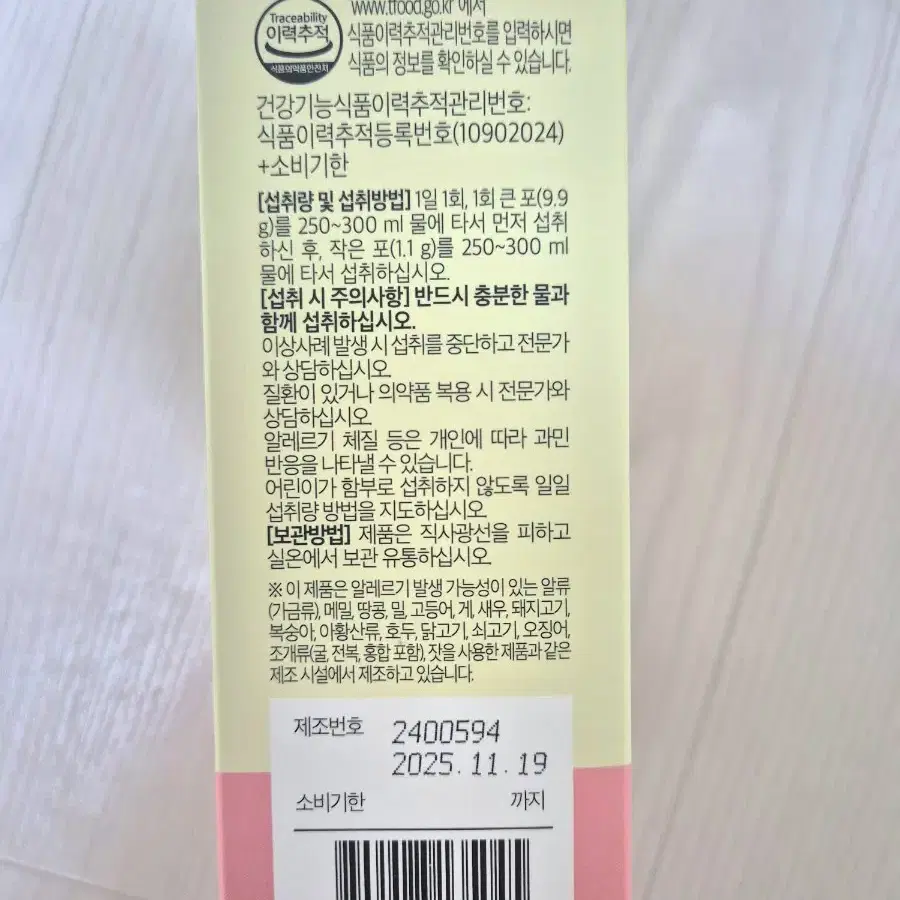 Traceability
이력추적
식품의약품안전처
www.tfood.go.kr 에서
식품이력추적관리번호를 입력하시면
식품의 정보를 확인하실 수 있습니다.
건강기능식품이력추적관리번호:
식품이력추적등록번호(10902024)
+소비기한
[섭취량 및 섭취방법] 1일 1회, 1회 큰 포(9.9
g)를 250~300 ml 물에 타서 먼저 섭취
하신 후, 작은 포(1.1 g)를 250~300 ml
물에 타서 섭취하십시오.
[섭취 시 주의사항] 반드시 충분한 물과
함께 섭취하십시오.
이상사례 발생 시 섭취를 중단하고 전문가
와 상담하십시오.
질환이 있거나 의약품 복용 시 전문가와
상담하십시오.
알레르기 체질 등은 개인에 따라 과민
반응을 나타낼 수 있습니다.
어린이가 함부로 섭취하지 않도록 일일
섭취량 방법을 지도하십시오.
[보관방법] 제품은 직사광선을 피하고
실온에서 보관 유통하십시오.
※ 이 제품은 알레르기 발생 가능성이 있는 알류
(가금류), 메밀, 땅콩, 밀, 고등어, 게, 새우, 돼지고기,
복숭아, 아황산류, 호두, 닭고기, 쇠고기, 오징어,
조개류(굴, 전복, 홍합 포함), 잣을 사용한 제품과 같은
제조 시설에서 제조하고 있습니다.
제조번호 2400594
2025.11.19
소비기한 까지